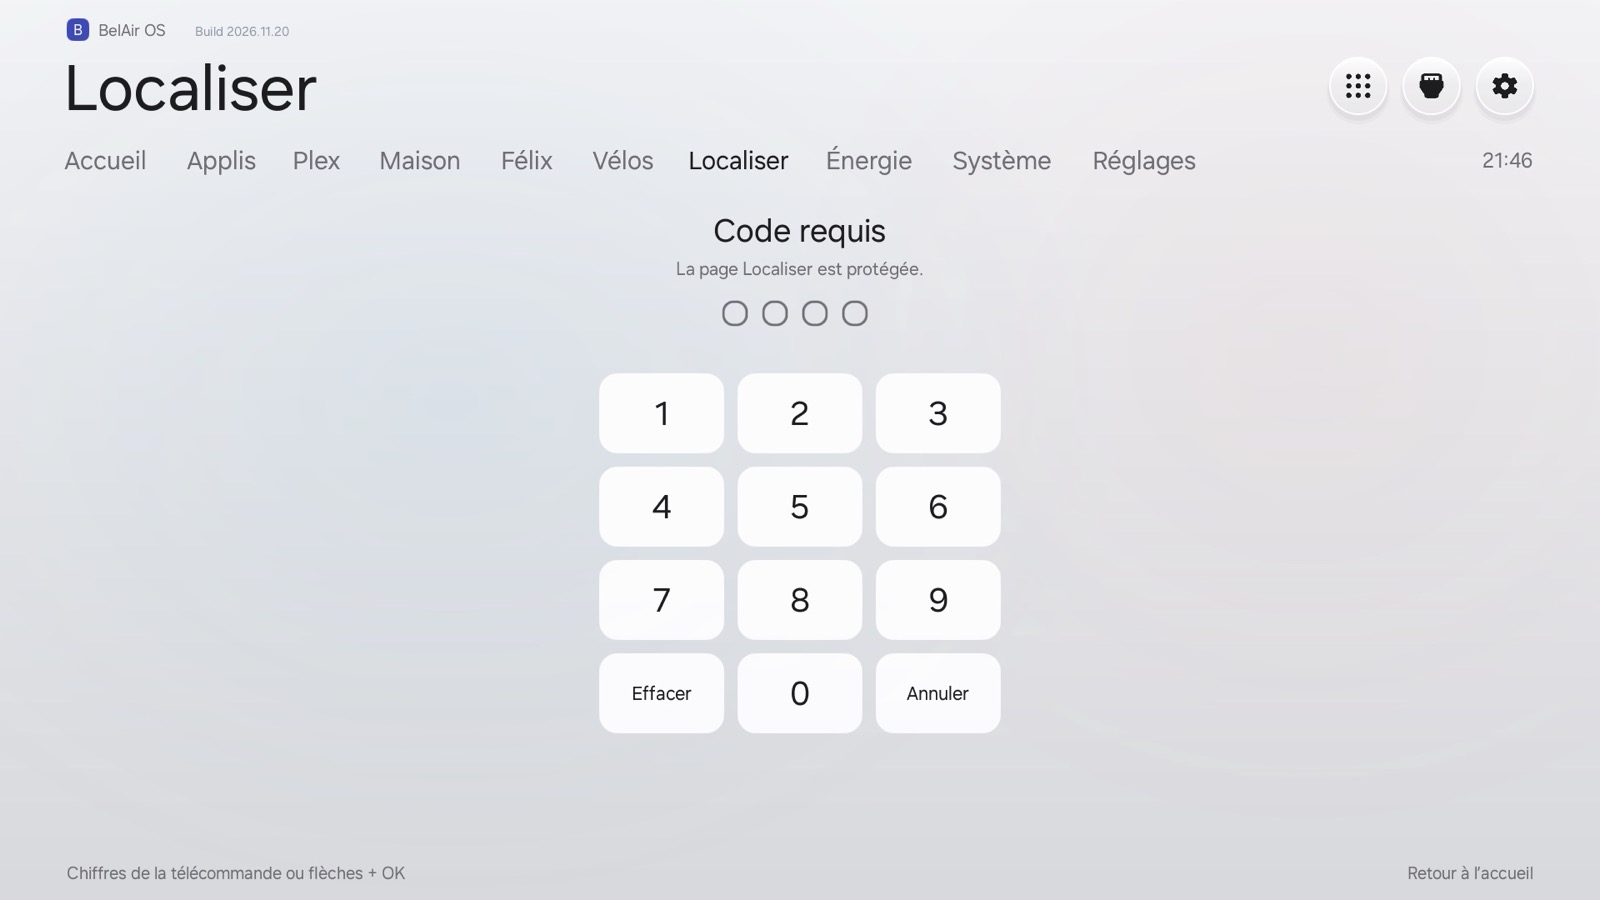 B BelAir OS Build 2026.11.20
Localiser
Accueil Applis Plex Maison Félix Vélos Localiser Énergie Système Réglages 21:46
Code requis
La page Localiser est protégée.
1 2 3
4 5 6
7 8 9
Effacer 0 Annuler
Chiffres de la télécommande ou flèches + OK Retour à l'accueil